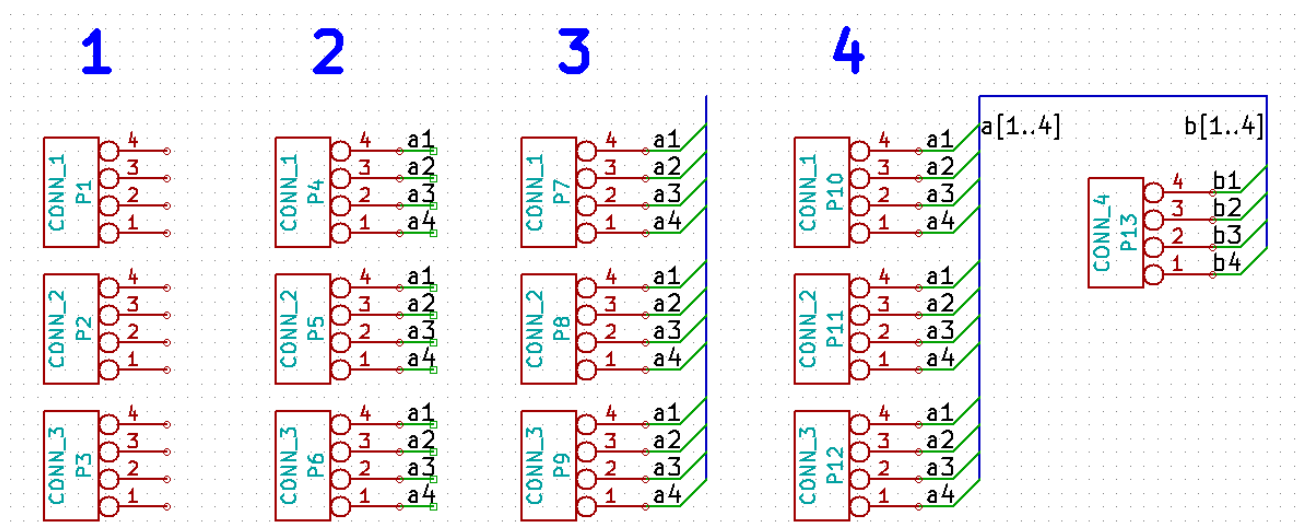 1 2 3 4
a[1..4] b[1..4]
CONN_1
P1
4
3
2
1
CONN_2
P2
4
3
2
1
CONN_3
P3
4
3
2
1
CONN_1
P4
4 a1
3 a2
2 a3
1 a4
CONN_2
P5
4 a1
3 a2
2 a3
1 a4
CONN_3
P6
4 a1
3 a2
2 a3
1 a4
CONN_1
P7
4 a1
3 a2
2 a3
1 a4
CONN_2
P8
4 a1
3 a2
2 a3
1 a4
CONN_3
P9
4 a1
3 a2
2 a3
1 a4
CONN_1
P10
4 a1
3 a2
2 a3
1 a4
CONN_2
P11
4 a1
3 a2
2 a3
1 a4
CONN_3
P12
4 a1
3 a2
2 a3
1 a4
CONN_4
P13
4 b1
3 b2
2 b3
1 b4